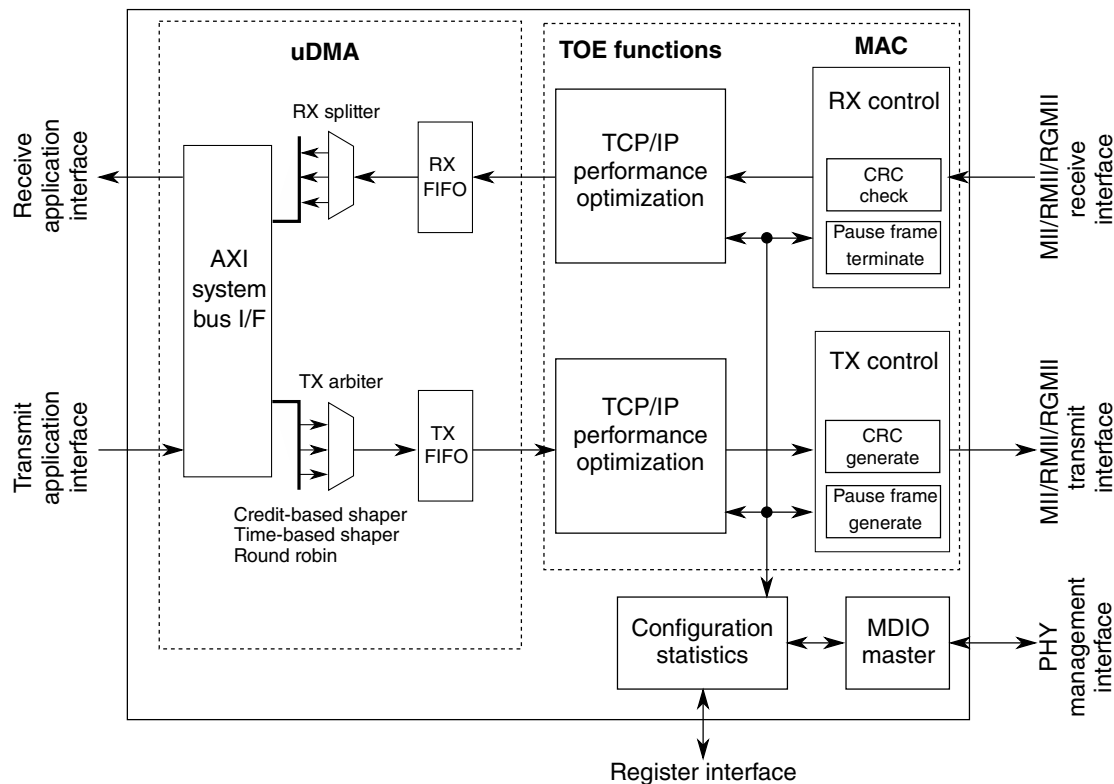 uDMA
TOE functions
MAC
RX splitter
RX
FIFO
TCP/IP
performance
optimization
RX control
CRC
check
Pause frame
terminate
Receive
application
interface
MII/RMII/RGMII
receive
interface
AXI
system
bus I/F
TX arbiter
TX
FIFO
Credit-based shaper
Time-based shaper
Round robin
TCP/IP
performance
optimization
TX control
CRC
generate
Pause frame
generate
Transmit
application
interface
MII/RMII/RGMII
transmit
interface
Configuration
statistics
MDIO
master
PHY
management
interface
Register interface